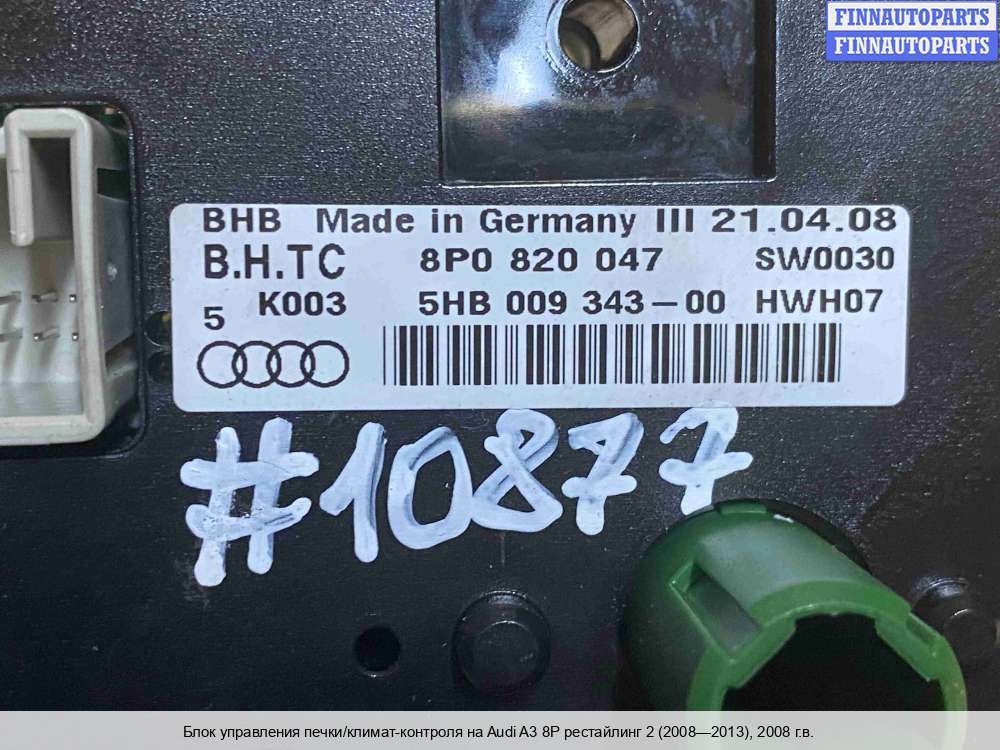 FINNAUTOPARTS
FINNAUTOPARTS
BHB Made in Germany III 21.04.08
B.H.TC 8P0 820 047 SW0030
5 K003 5HB 009 343-00 HWH07
#10877
Блок управления печки/климат-контроля на Audi A3 8P рестайлинг 2 (2008—2013), 2008 г.в.